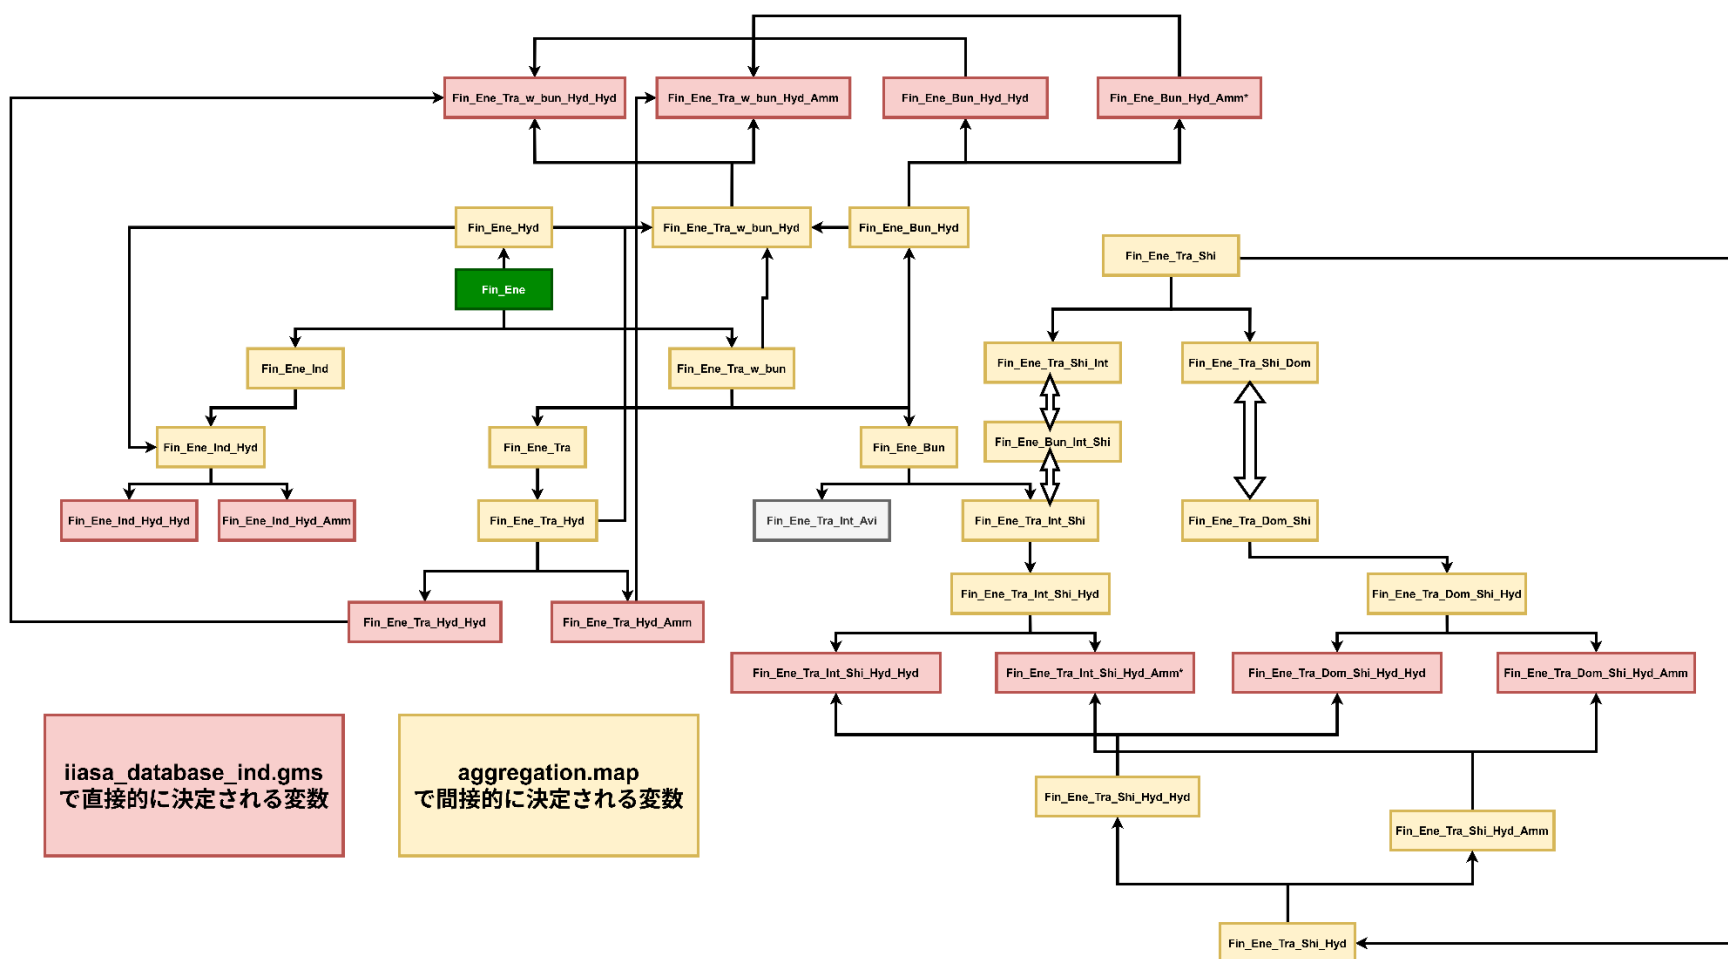 Fin_Ene_Tra_w_bun_Hyd_Hyd
Fin_Ene_Tra_w_bun_Hyd_Amm
Fin_Ene_Bun_Hyd_Hyd
Fin_Ene_Bun_Hyd_Amm*
Fin_Ene_Hyd
Fin_Ene_Tra_w_bun_Hyd
Fin_Ene_Bun_Hyd
Fin_Ene_Tra_Shi
Fin_Ene
Fin_Ene_Ind
Fin_Ene_Tra_w_bun
Fin_Ene_Tra_Shi_Int
Fin_Ene_Tra_Shi_Dom
Fin_Ene_Ind_Hyd
Fin_Ene_Tra
Fin_Ene_Bun
Fin_Ene_Bun_Int_Shi
Fin_Ene_Ind_Hyd_Hyd
Fin_Ene_Ind_Hyd_Amm
Fin_Ene_Tra_Hyd
Fin_Ene_Tra_Int_Avi
Fin_Ene_Tra_Int_Shi
Fin_Ene_Tra_Dom_Shi
Fin_Ene_Tra_Int_Shi_Hyd
Fin_Ene_Tra_Dom_Shi_Hyd
Fin_Ene_Tra_Hyd_Hyd
Fin_Ene_Tra_Hyd_Amm
Fin_Ene_Tra_Int_Shi_Hyd_Hyd
Fin_Ene_Tra_Int_Shi_Hyd_Amm*
Fin_Ene_Tra_Dom_Shi_Hyd_Hyd
Fin_Ene_Tra_Dom_Shi_Hyd_Amm
iiasa_database_ind.gms
で直接的に決定される変数
aggregation.map
で間接的に決定される変数
Fin_Ene_Tra_Shi_Hyd_Hyd
Fin_Ene_Tra_Shi_Hyd_Amm
Fin_Ene_Tra_Shi_Hyd